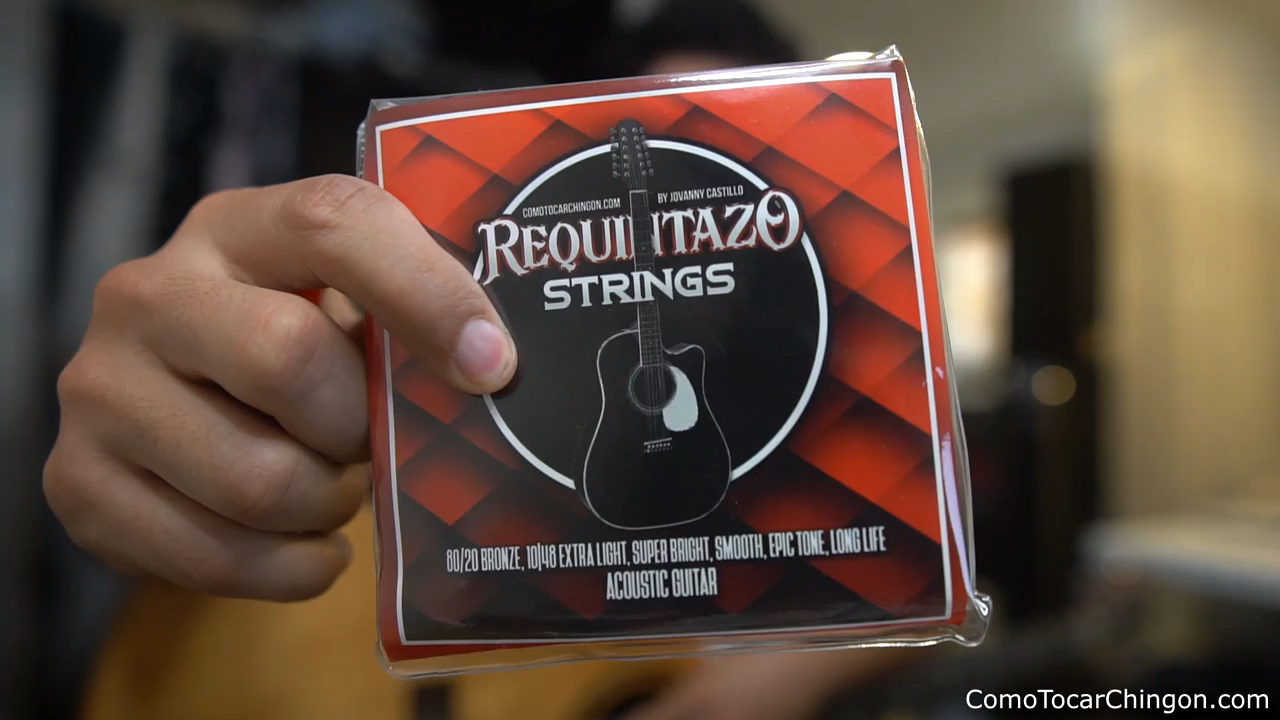 COMOTOCARCHINGON.COM BY JOVANNY CASTILLO
REQUINTAZO
STRINGS
80/20 BRONZE, 10|48 EXTRA LIGHT, SUPER BRIGHT, SMOOTH, EPIC TONE, LONG LIFE
ACOUSTIC GUITAR
ComoTocarChingon.com